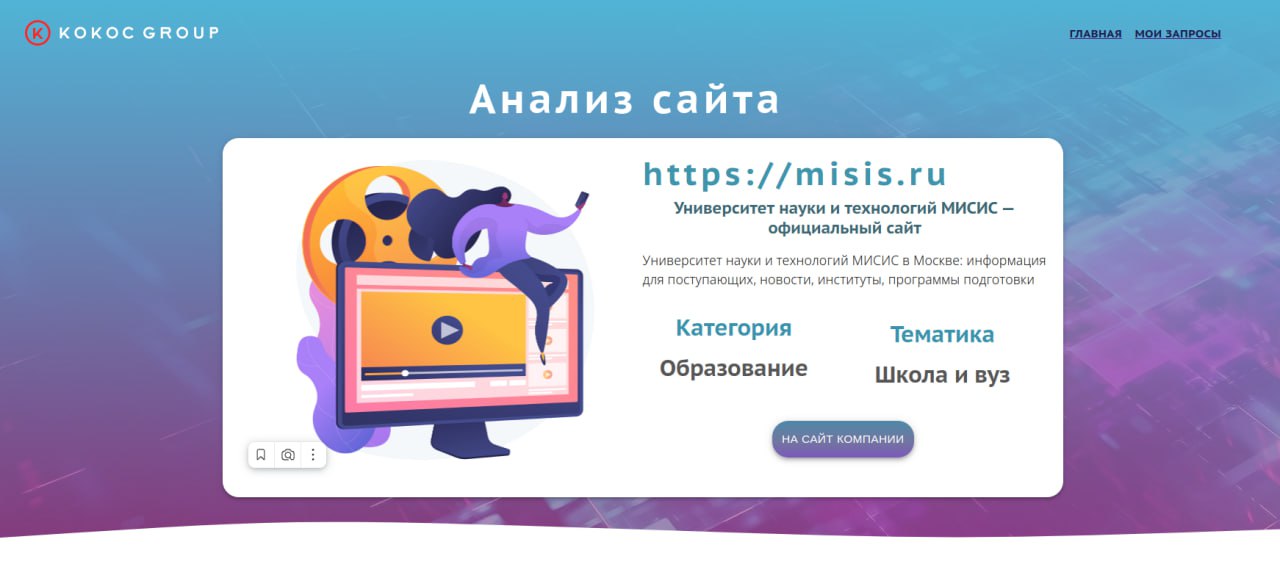 КОКОС GROUP
ГЛАВНАЯ МОИ ЗАПРОСЫ
Анализ сайта
https://misis.ru
Университет науки и технологий МИСИС —
официальный сайт
Университет науки и технологий МИСИС в Москве: информация
для поступающих, новости, институты, программы подготовки
Категория
Тематика
Образование
Школа и вуз
НА САЙТ КОМПАНИИ